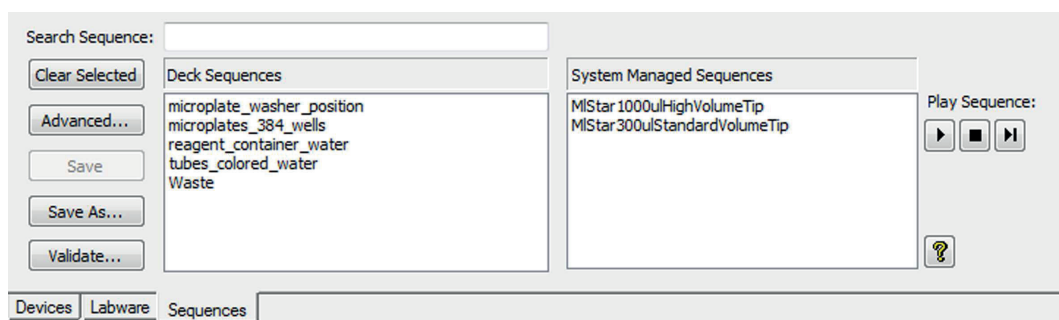 Search Sequence:
Clear Selected
Deck Sequences
System Managed Sequences
microplate_washer_position
microplates_384_wells
reagent_container_water
tubes_colored_water
Waste
MlStar1000ulHighVolumeTip
MlStar300ulStandardVolumeTip
Play Sequence:
Advanced...
Save
Save As...
Validate...
?
Devices
Labware
Sequences